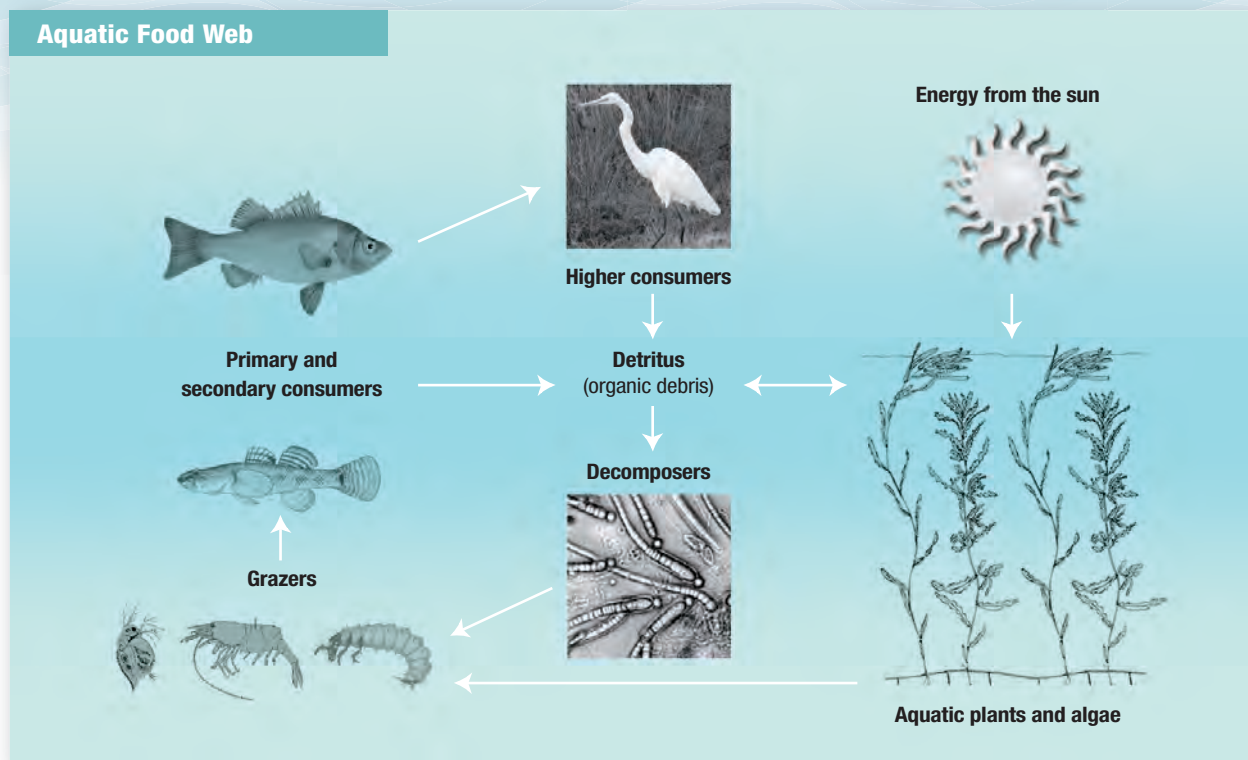 Aquatic Food Web
Energy from the sun
Higher consumers
Primary and
secondary consumers
Detritus
(organic debris)
Decomposers
Grazers
Aquatic plants and algae